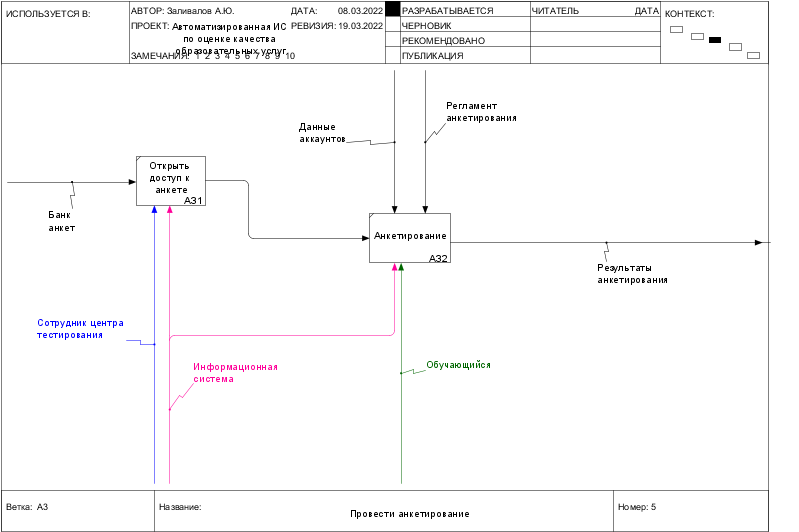 ИСПОЛЬЗУЕТСЯ В:
АВТОР: Заливалов А.Ю.
ДАТА: 08.03.2022
ПРОЕКТ: Автоматизированная ИС
по оценке качества
образовательных услуг
РЕВИЗИЯ: 19.03.2022
ЗАМЕЧАНИЯ: 1 2 3 4 5 6 7 8 9 10
РАЗРАБАТЫВАЕТСЯ
ЧЕРНОВИК
РЕКОМЕНДОВАНО
ПУБЛИКАЦИЯ
ЧИТАТЕЛЬ ДАТА
КОНТЕКСТ:
Регламент
анкетирования
Данные
аккаунтов
Открыть
доступ к
анкете
A31
Банк
анкет
Анкетирование
A32
Результаты
анкетирования
Сотрудник центра
тестирования
Информационная
система
Обучающийся
Ветка: A3
Название:
Провести анкетирование
Номер: 5